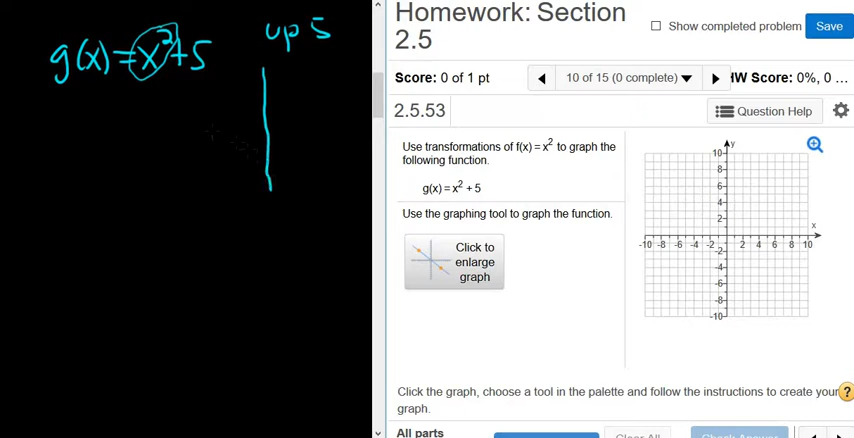 up 5
g(x) = x² + 5
Homework: Section 2.5
Show completed problem
Save
Score: 0 of 1 pt
10 of 15 (0 complete)
HW Score: 0%, 0 ...
2.5.53
Question Help
Use transformations of f(x) = x² to graph the
following function.
g(x) = x² + 5
Use the graphing tool to graph the function.
Click to
enlarge
graph
y
10
8
6
4
2
x
-10 -8 -6 -4 -2 2 4 6 8 10
-2
-4
-6
-8
-10
Click the graph, choose a tool in the palette and follow the instructions to create your
graph.
?
All parts
Clear All
Check Answer